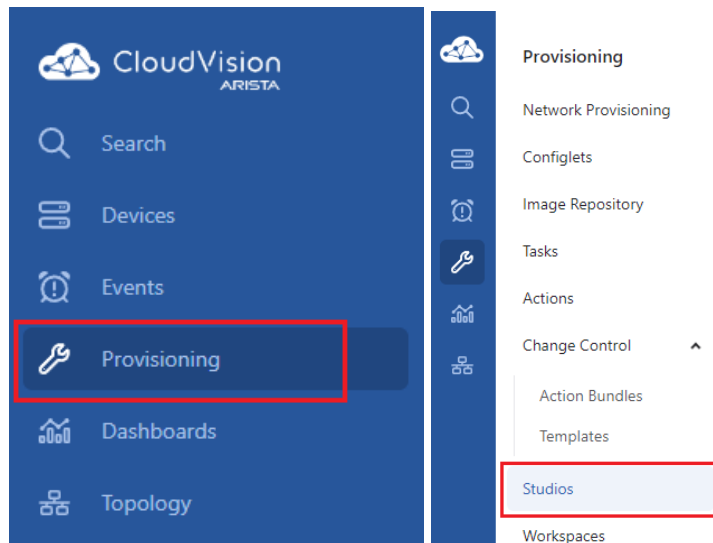 CloudVision
ARISTA
Search
Devices
Events
Provisioning
Dashboards
Topology
Provisioning
Network Provisioning
Configlets
Image Repository
Tasks
Actions
Change Control
Action Bundles
Templates
Studios
Workspaces